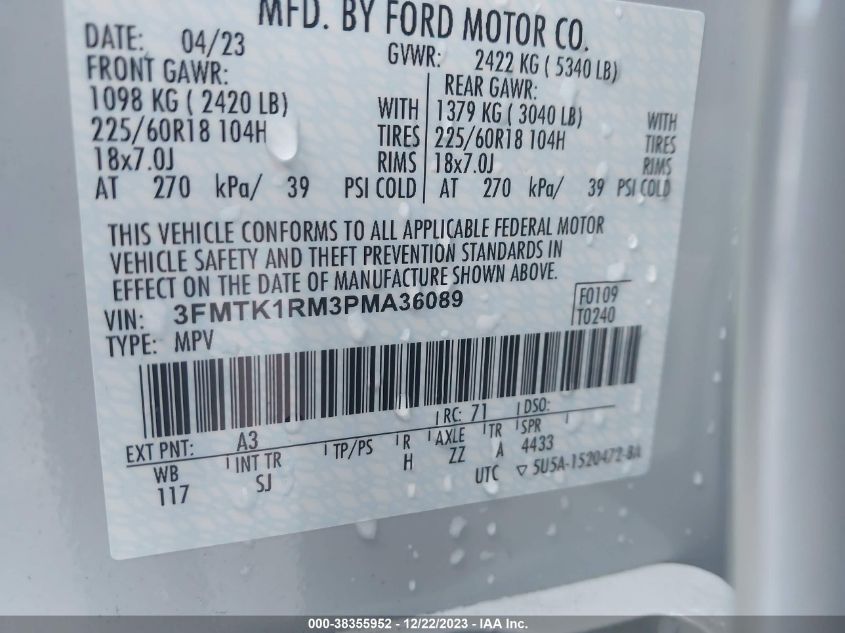 MFD. BY FORD MOTOR CO.
DATE: 04/23 GVWR: 2422 KG ( 5340 LB)
FRONT GAWR: REAR GAWR:
1098 KG ( 2420 LB) WITH 1379 KG ( 3040 LB) WITH
225/60R18 104H TIRES 225/60R18 104H TIRES
18x7.0J RIMS 18x7.0J RIMS
AT 270 kPa/ 39 PSI COLD AT 270 kPa/ 39 PSI COLD
THIS VEHICLE CONFORMS TO ALL APPLICABLE FEDERAL MOTOR
VEHICLE SAFETY AND THEFT PREVENTION STANDARDS IN
EFFECT ON THE DATE OF MANUFACTURE SHOWN ABOVE.
VIN: 3FMTK1RM3PMA36089 F0109
TYPE: MPV T0240
EXT PNT: A3 RC: 71 DSO:
WB INT TR TP/PS R AXLE TR SPR
117 SJ H ZZ A 4433
UTC ▽ 5U5A-1520472-BA
000-38355952 - 12/22/2023 - IAAI.com